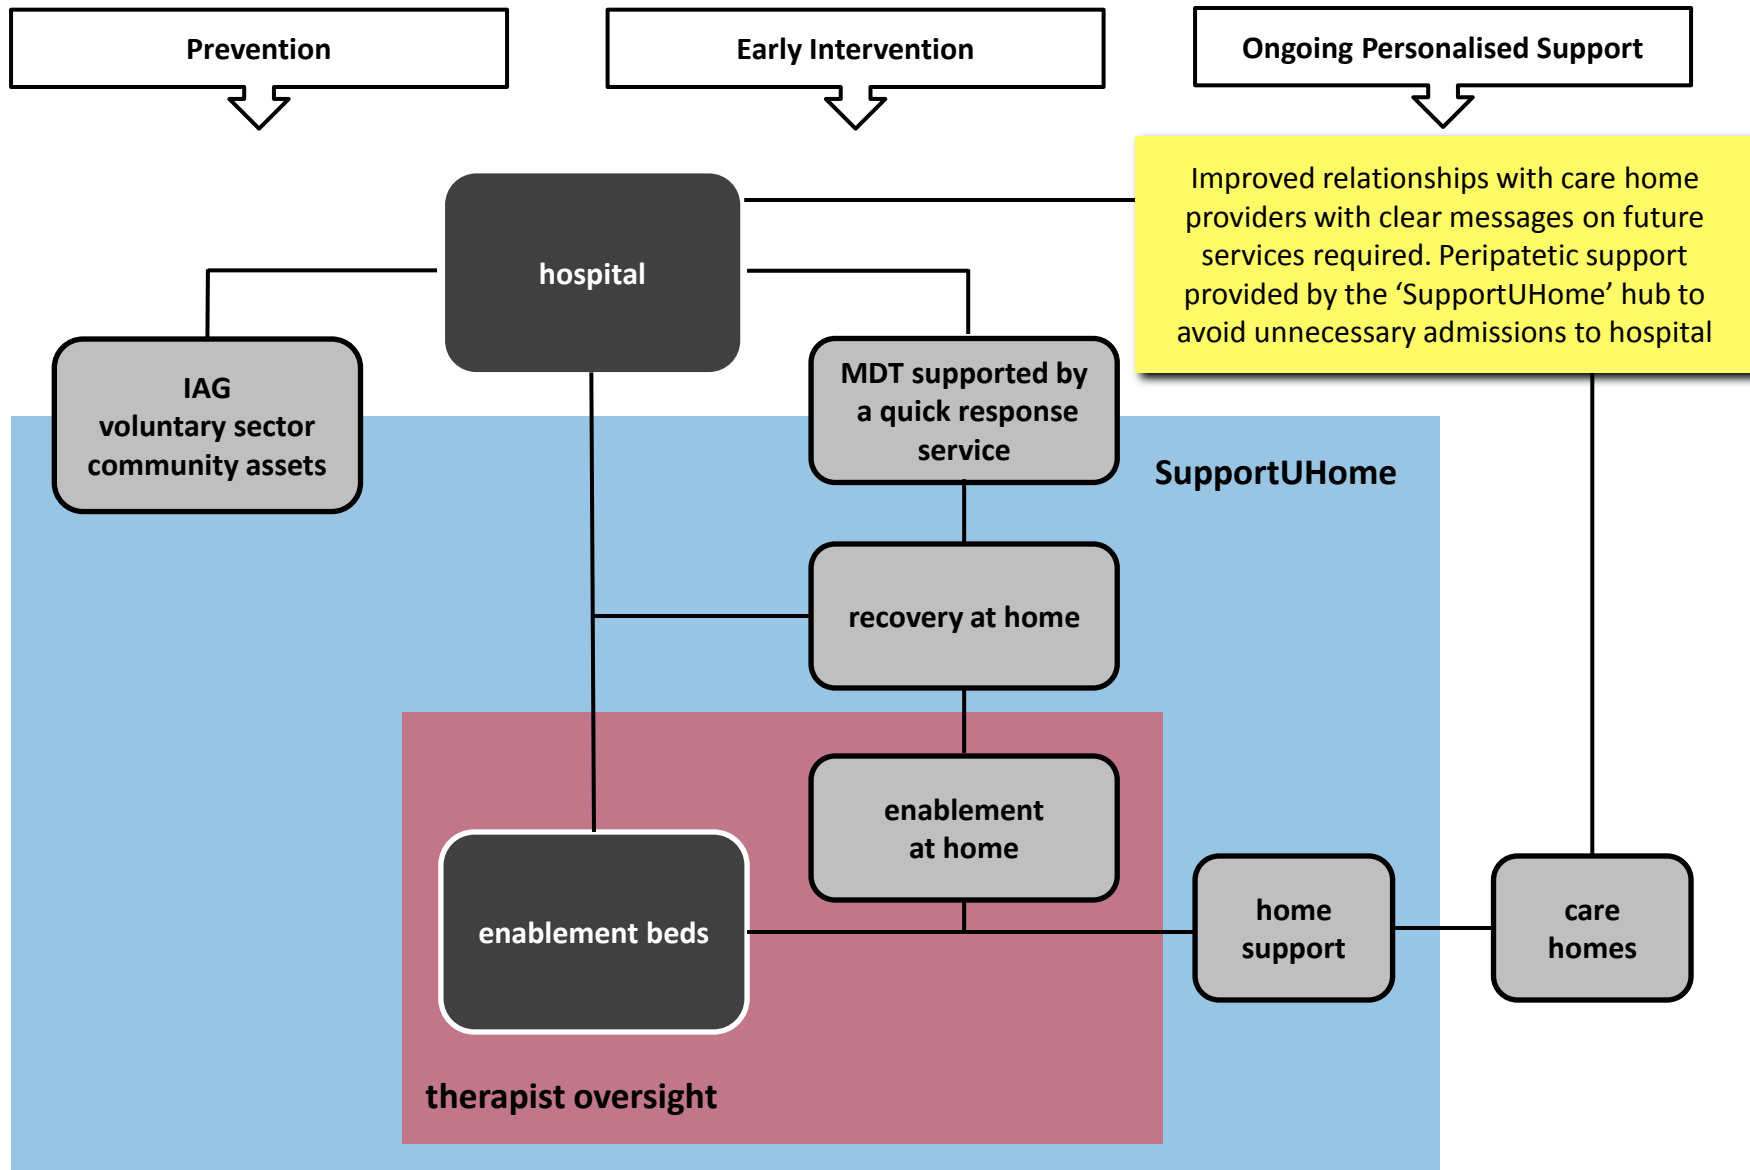 Prevention
Early Intervention
Ongoing Personalised Support
Improved relationships with care home
providers with clear messages on future
services required. Peripatetic support
provided by the ‘SupportUHome’ hub to
avoid unnecessary admissions to hospital
hospital
IAG
voluntary sector
community assets
MDT supported by
a quick response
service
SupportUHome
recovery at home
enablement
at home
enablement beds
home
support
care
homes
therapist oversight